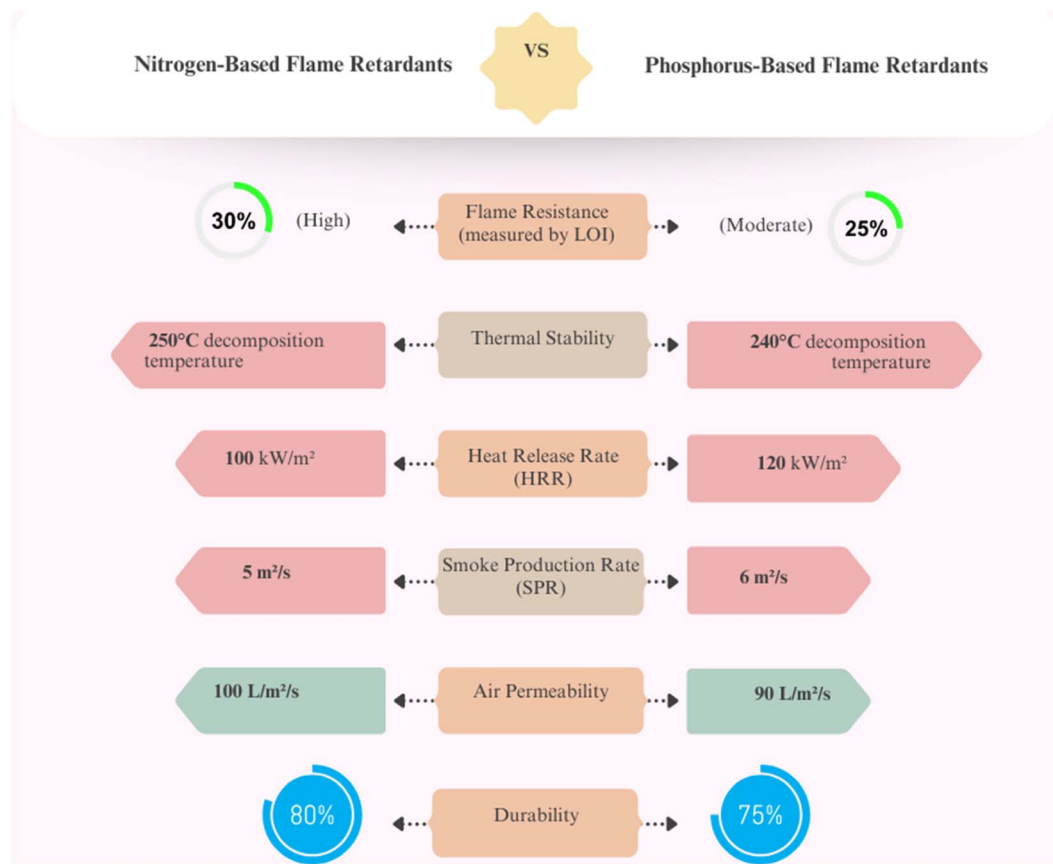 Nitrogen-Based Flame Retardants
VS
Phosphorus-Based Flame Retardants
30%
(High)
Flame Resistance
(measured by LOI)
(Moderate)
25%
250°C decomposition
temperature
Thermal Stability
240°C decomposition
temperature
100 kW/m²
Heat Release Rate
(HRR)
120 kW/m²
5 m²/s
Smoke Production Rate
(SPR)
6 m²/s
100 L/m²/s
Air Permeability
90 L/m²/s
80%
Durability
75%